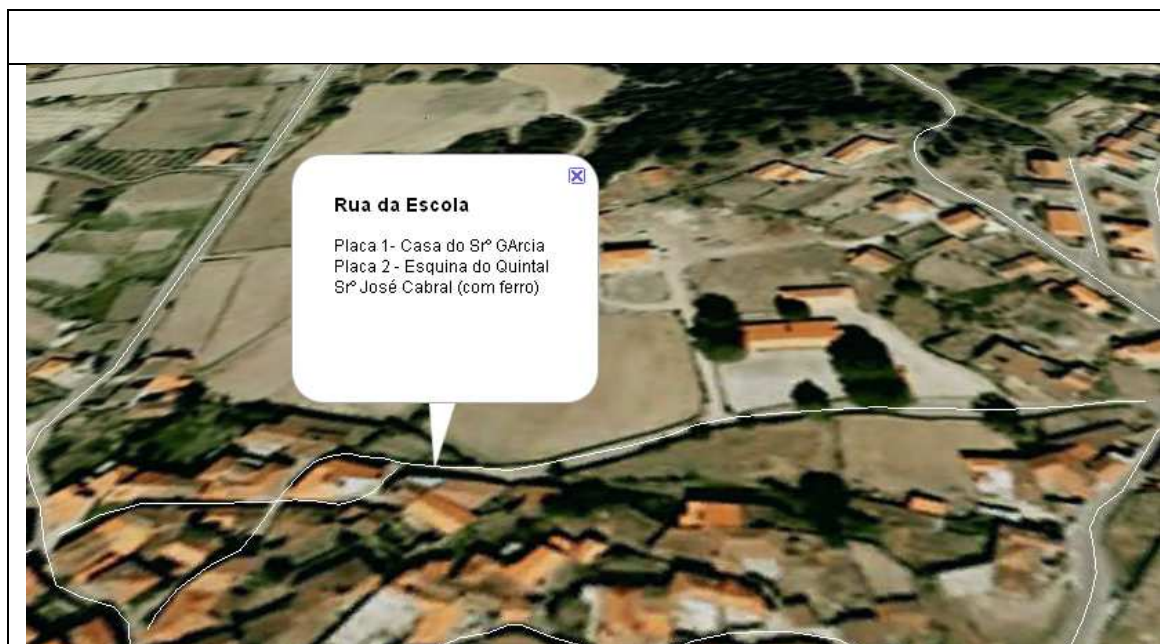 Rua da Escola
Placa 1- Casa do Srº GArcia
Placa 2 - Esquina do Quintal
Srº José Cabral (com ferro)